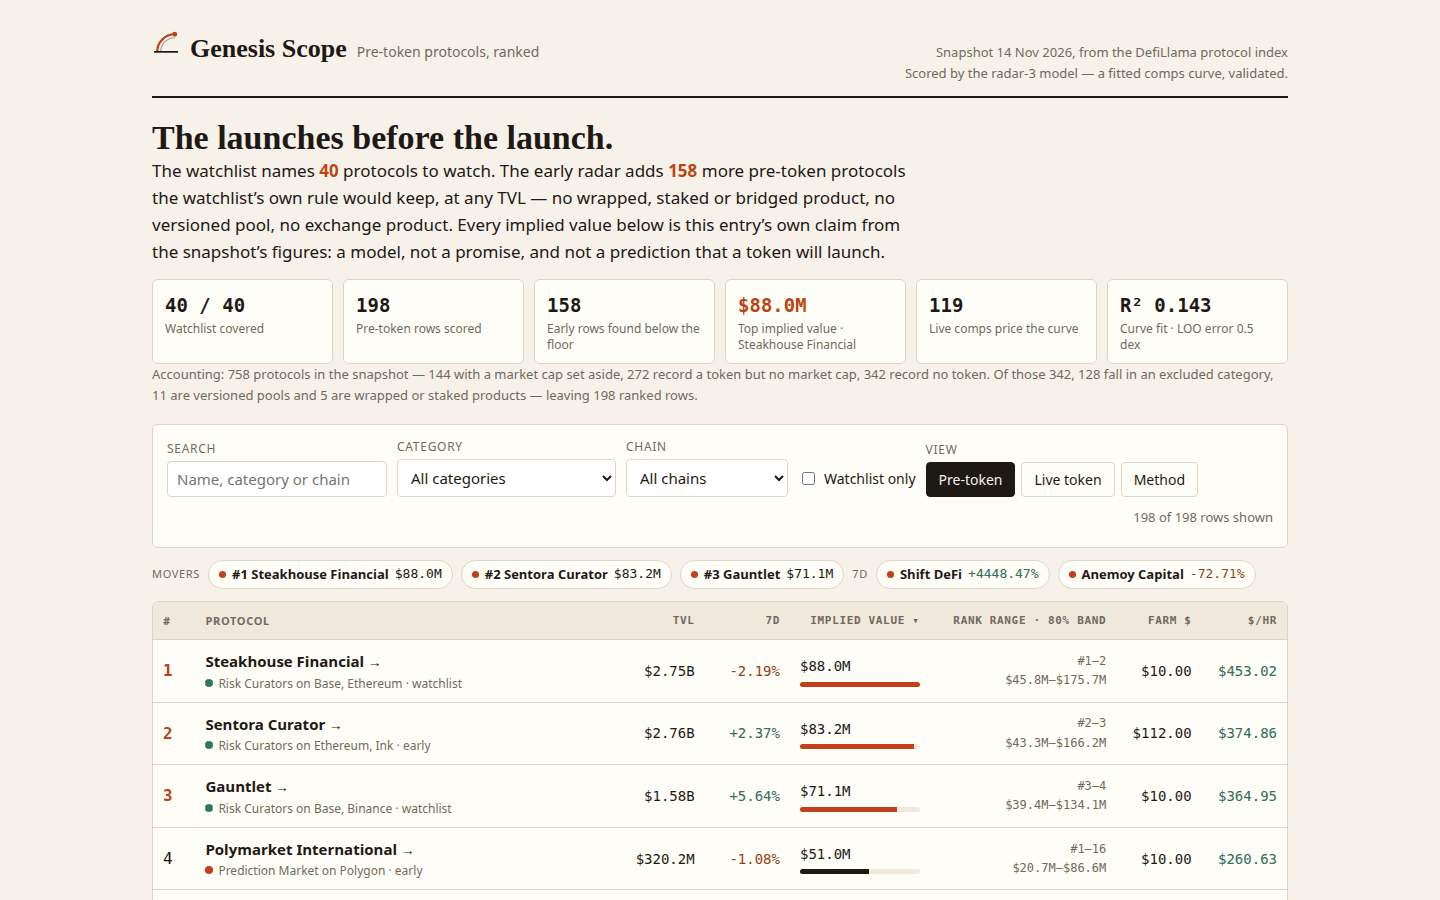 Genesis Scope Pre-token protocols, ranked
Snapshot 14 Nov 2026, from the DefiLlama protocol index
Scored by the radar-3 model — a fitted comps curve, validated.
The launches before the launch.
The watchlist names 40 protocols to watch. The early radar adds 158 more pre-token protocols
the watchlist’s own rule would keep, at any TVL — no wrapped, staked or bridged product, no
versioned pool, no exchange product. Every implied value below is this entry’s own claim from
the snapshot’s figures: a model, not a promise, and not a prediction that a token will launch.
40 / 40
Watchlist covered
198
Pre-token rows scored
158
Early rows found below the
floor
$88.0M
Top implied value ·
Steakhouse Financial
119
Live comps price the curve
R² 0.143
Curve fit · LOO error 0.5
dex
Accounting: 758 protocols in the snapshot — 144 with a market cap set aside, 272 record a token but no market cap, 342 record no token. Of those 342, 128 fall in an excluded category,
11 are versioned pools and 5 are wrapped or staked products — leaving 198 ranked rows.
SEARCH CATEGORY CHAIN VIEW
Name, category or chain All categories All chains Watchlist only Pre-token Live token Method
198 of 198 rows shown
MOVERS #1 Steakhouse Financial $88.0M #2 Sentora Curator $83.2M #3 Gauntlet $71.1M 7D Shift DeFi +4448.47% Anemoy Capital -72.71%
# PROTOCOL TVL 7D IMPLIED VALUE ▾ RANK RANGE · 80% BAND FARM $ $/HR
1 Steakhouse Financial → $2.75B -2.19% $88.0M #1–2 $10.00 $453.02
Risk Curators on Base, Ethereum · watchlist $45.8M–$175.7M
2 Sentora Curator → $2.76B +2.37% $83.2M #2–3 $112.00 $374.86
Risk Curators on Ethereum, Ink · early $43.3M–$166.2M
3 Gauntlet → $1.58B +5.64% $71.1M #3–4 $10.00 $364.95
Risk Curators on Base, Binance · watchlist $39.4M–$134.1M
4 Polymarket International → $320.2M -1.08% $51.0M #1–16 $10.00 $260.63
Prediction Market on Polygon · early $20.7M–$86.6M